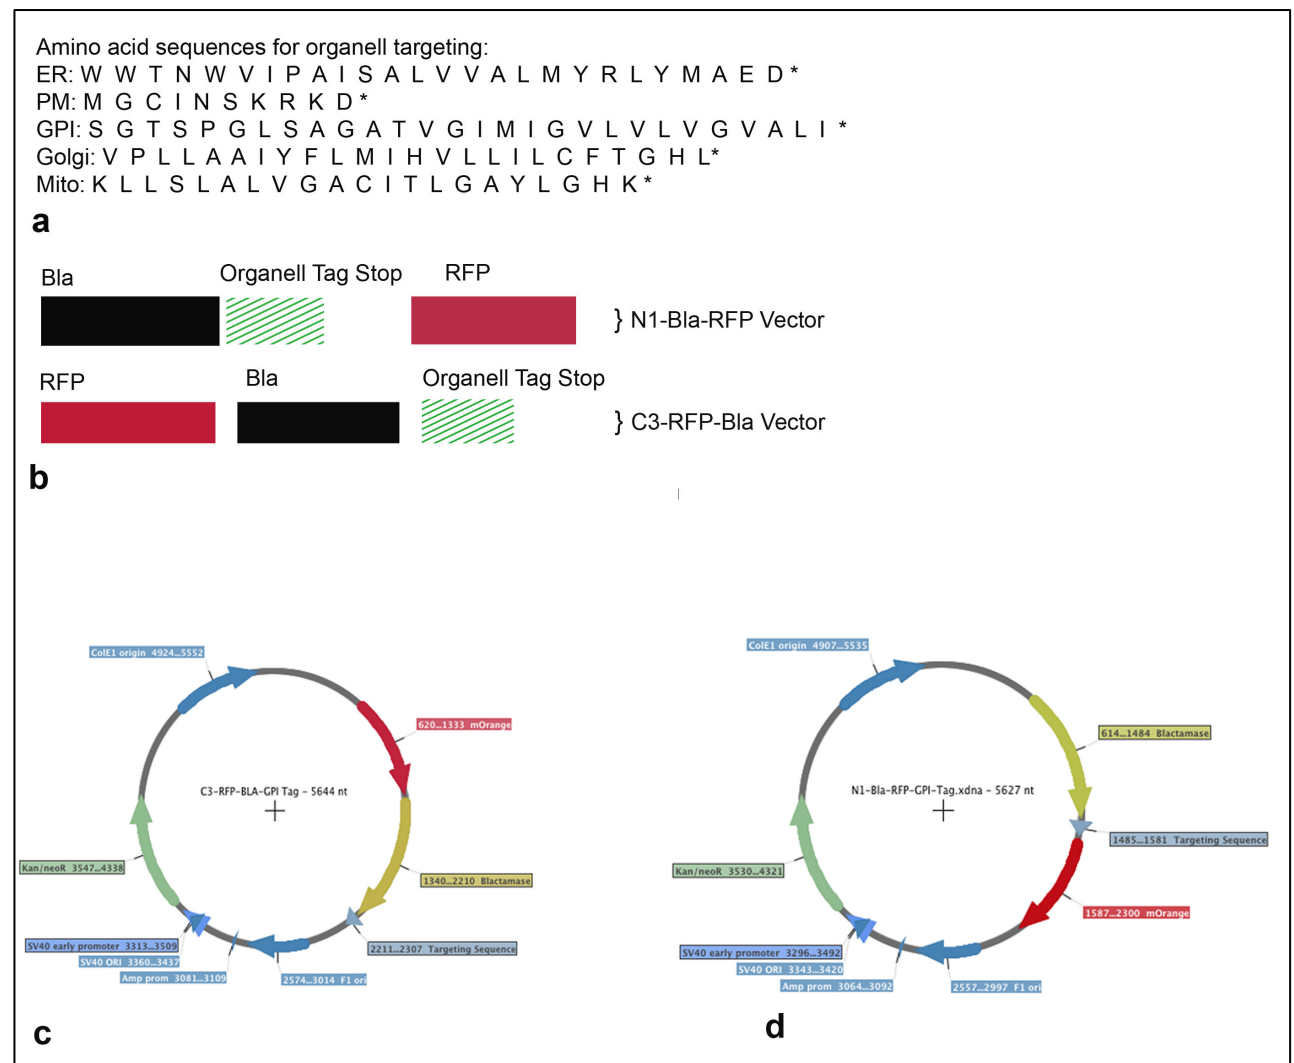 Amino acid sequences for organell targeting:
ER: W W T N W V I P A I S A L V V A L M Y R L Y M A E D *
PM: M G C I N S K R K D *
GPI: S G T S P G L S A G A T V G I M I G V L V L V G V A L I *
Golgi: V P L L A A I Y F L M I H V L L I L C F T G H L*
Mito: K L L S L A L V G A C I T L G A Y L G H K *
a
Bla Organell Tag Stop RFP
} N1-Bla-RFP Vector
RFP Bla Organell Tag Stop
} C3-RFP-Bla Vector
b
ColE1 origin 4924...5552
620...1333 mOrange
C3-RFP-BLA-GPI Tag - 5644 nt
Kan/neoR 3547...4338
1340...2210 Blactamase
SV40 early promoter 3313...3509
SV40 ORI 3360...3437
Amp prom 3081...3109
2574...3014 F1 ori
2211...2307 Targeting Sequence
c
ColE1 origin 4907...5535
614...1484 Blactamase
N1-Bla-RFP-GPI-Tag.xdna - 5627 nt
1485...1581 Targeting Sequence
Kan/neoR 3530...4321
1587...2300 mOrange
SV40 early promoter 3296...3492
SV40 ORI 3343...3420
Amp prom 3064...3092
2557...2997 F1 ori
d